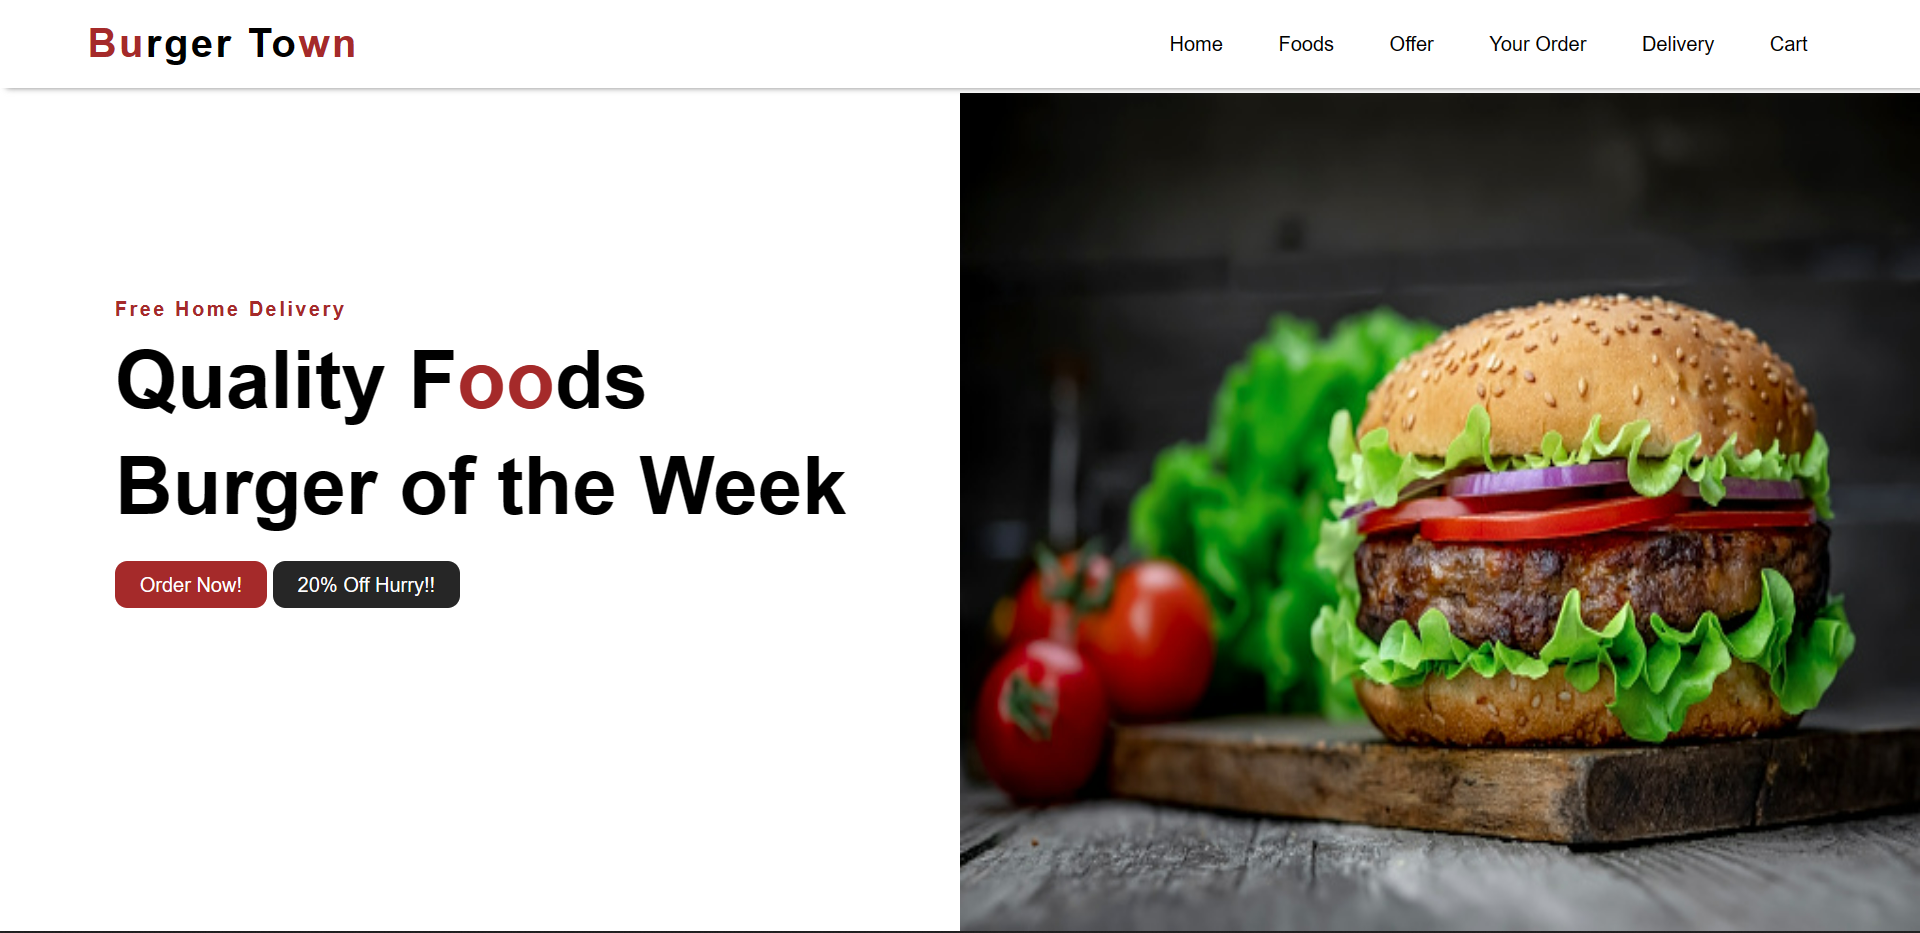 Burger Town
Home Foods Offer Your Order Delivery Cart
Free Home Delivery
Quality Foods
Burger of the Week
Order Now! 20% Off Hurry!!